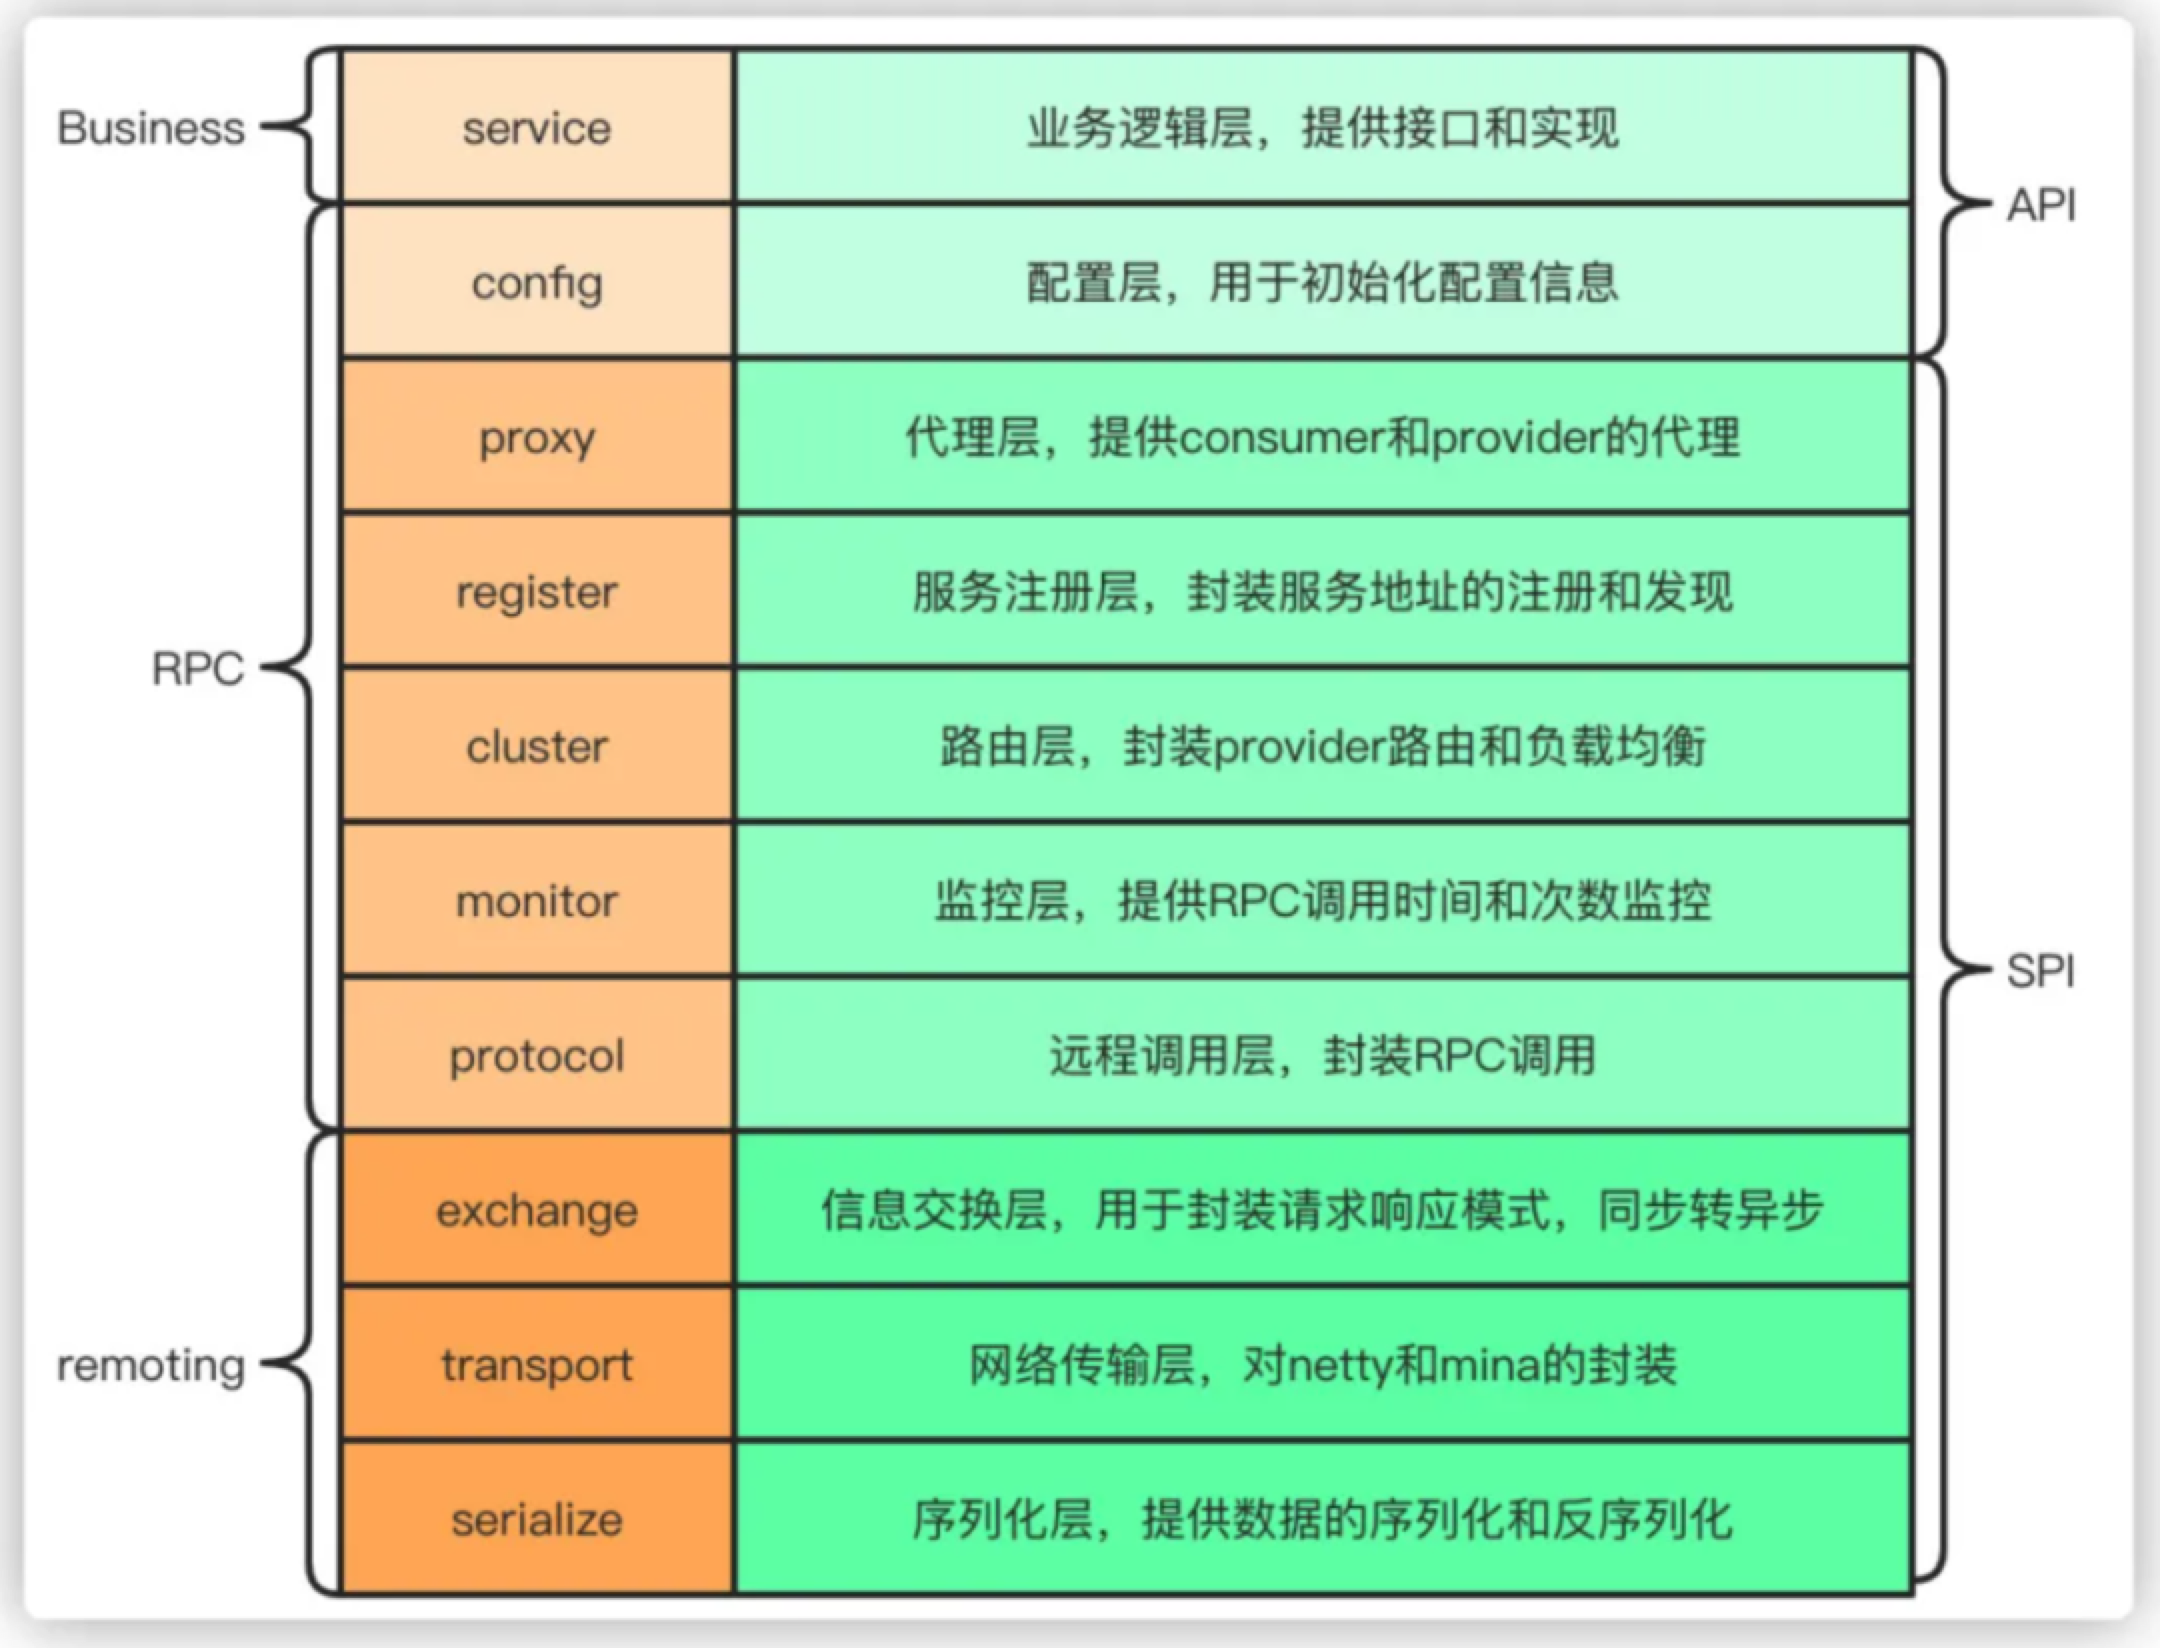 Business
service
业务逻辑层，提供接口和实现
API
config
配置层，用于初始化配置信息
proxy
代理层，提供consumer和provider的代理
register
服务注册层，封装服务地址的注册和发现
RPC
cluster
路由层，封装provider路由和负载均衡
monitor
监控层，提供RPC调用时间和次数监控
SPI
protocol
远程调用层，封装RPC调用
exchange
信息交换层，用于封装请求响应模式，同步转异步
remoting
transport
网络传输层，对netty和mina的封装
serialize
序列化层，提供数据的序列化和反序列化